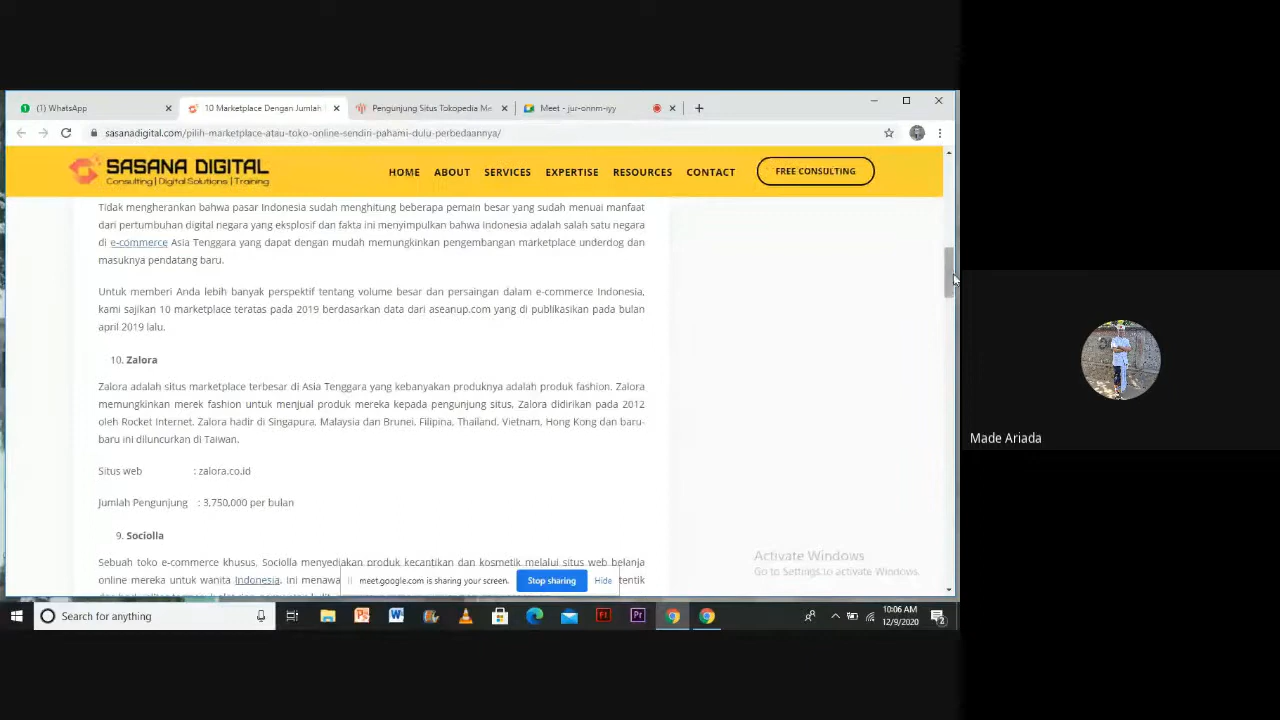 (1) WhatsApp
10 Marketplace Dengan Jumlah
Pengunjung Situs Tokopedia Me
Meet - jur-onnm-iyy
sasanadigital.com/pilih-marketplace-atau-toko-online-sendiri-pahami-dulu-perbedaannya/
SASANA DIGITAL
Consulting | Digital Solutions | Training
HOME ABOUT SERVICES EXPERTISE RESOURCES CONTACT
FREE CONSULTING
Tidak mengherankan bahwa pasar Indonesia sudah menghitung beberapa pemain besar yang sudah menuai manfaat
dari pertumbuhan digital negara yang eksplosif dan fakta ini menyimpulkan bahwa Indonesia adalah salah satu negara
di e-commerce Asia Tenggara yang dapat dengan mudah memungkinkan pengembangan marketplace underdog dan
masuknya pendatang baru.
Untuk memberi Anda lebih banyak perspektif tentang volume besar dan persaingan dalam e-commerce Indonesia,
kami sajikan 10 marketplace teratas pada 2019 berdasarkan data dari aseanup.com yang di publikasikan pada bulan
april 2019 lalu.
10. Zalora
Zalora adalah situs marketplace terbesar di Asia Tenggara yang kebanyakan produknya adalah produk fashion. Zalora
memungkinkan merek fashion untuk menjual produk mereka kepada pengunjung situs. Zalora didirikan pada 2012
oleh Rocket Internet. Zalora hadir di Singapura, Malaysia dan Brunei, Filipina, Thailand, Vietnam, Hong Kong dan baru-
baru ini diluncurkan di Taiwan.
Situs web : zalora.co.id
Jumlah Pengunjung : 3,750,000 per bulan
9. Sociolla
Sebuah toko e-commerce khusus, Sociolla menyediakan produk kecantikan dan kosmetik melalui situs web belanja
online mereka untuk wanita Indonesia. Ini menawa tentik
meet.google.com is sharing your screen.
Stop sharing
Hide
Activate Windows
Go to Settings to activate Windows.
Search for anything
10:06 AM
12/9/2020
2
Made Ariada